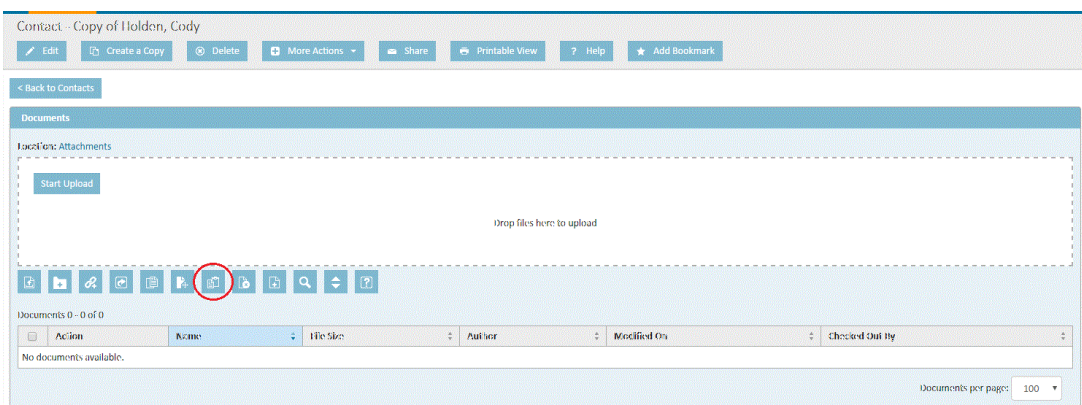 Contact - Copy of Holden, Cody
Edit Create a Copy Delete More Actions Share Printable View ? Help Add Bookmark
< Back to Contacts
Documents
Location: Attachments
Start Upload
Drop files here to upload
Documents 0 - 0 of 0
Action Name File Size Author Modified On Checked Out By
No documents available.
Documents per page: 100